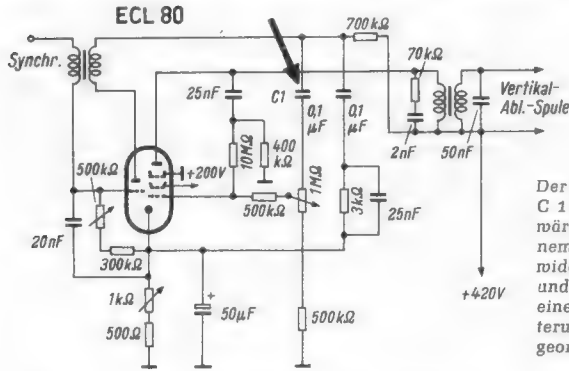 ECL 80
Synchr.
700kΩ
70kΩ
25nF
C1
0,1
µF
0,1
µF
Vertikal-
Abl.-Spule
2nF
50nF
10MΩ
400
kΩ
+200V
500kΩ
500kΩ
1MΩ
3kΩ
25nF
20nF
300kΩ
+420V
1kΩ
500Ω
+
50µF
500kΩ
Der
C 1
wär
nem
wide
und
eine
teru
geor